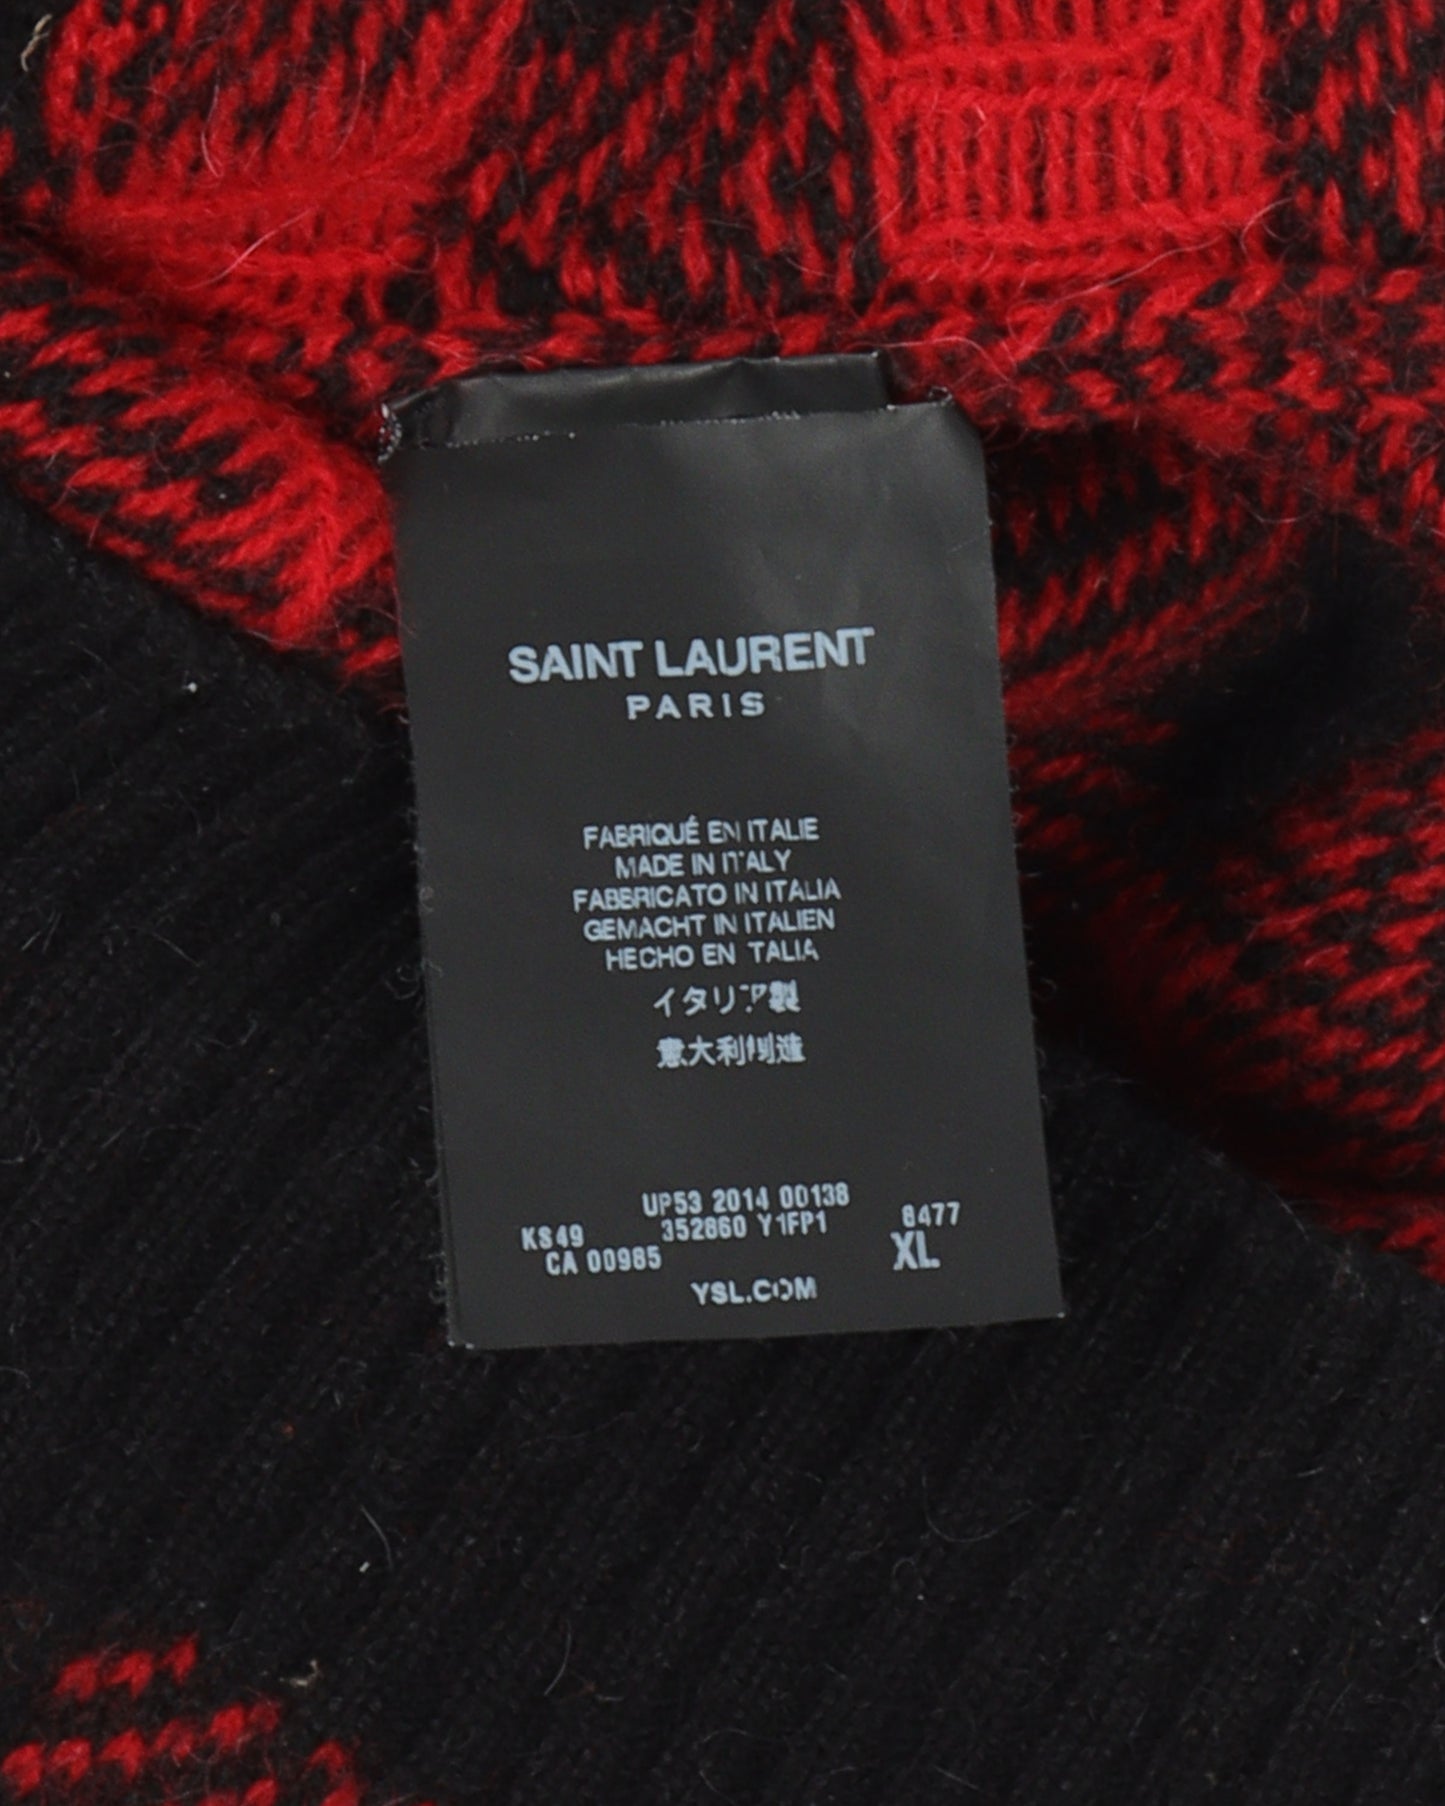 SAINT LAURENT
PARIS
FABRIQUÉ EN ITALIE
MADE IN ITALY
FABBRICATO IN ITALIA
GEMACHT IN ITALIEN
HECHO EN ITALIA
イタリア製
意大利制造
UP53 2014 00138
KS49 352860 Y1FP1 8477
CA 00985 XL
YSL.COM